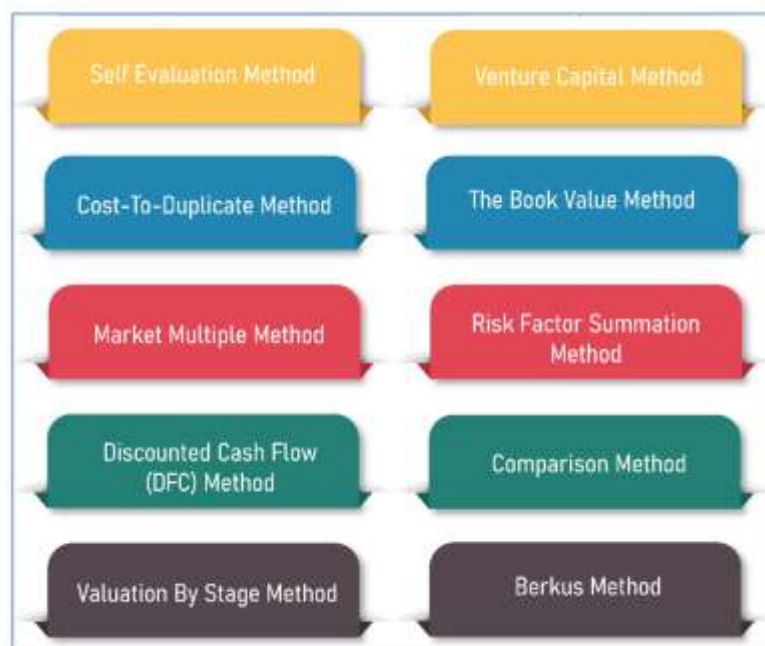 Self Evaluation Method
Venture Capital Method
Cost-To-Duplicate Method
The Book Value Method
Market Multiple Method
Risk Factor Summation
Method
Discounted Cash Flow
(DFC) Method
Comparison Method
Valuation By Stage Method
Berkus Method